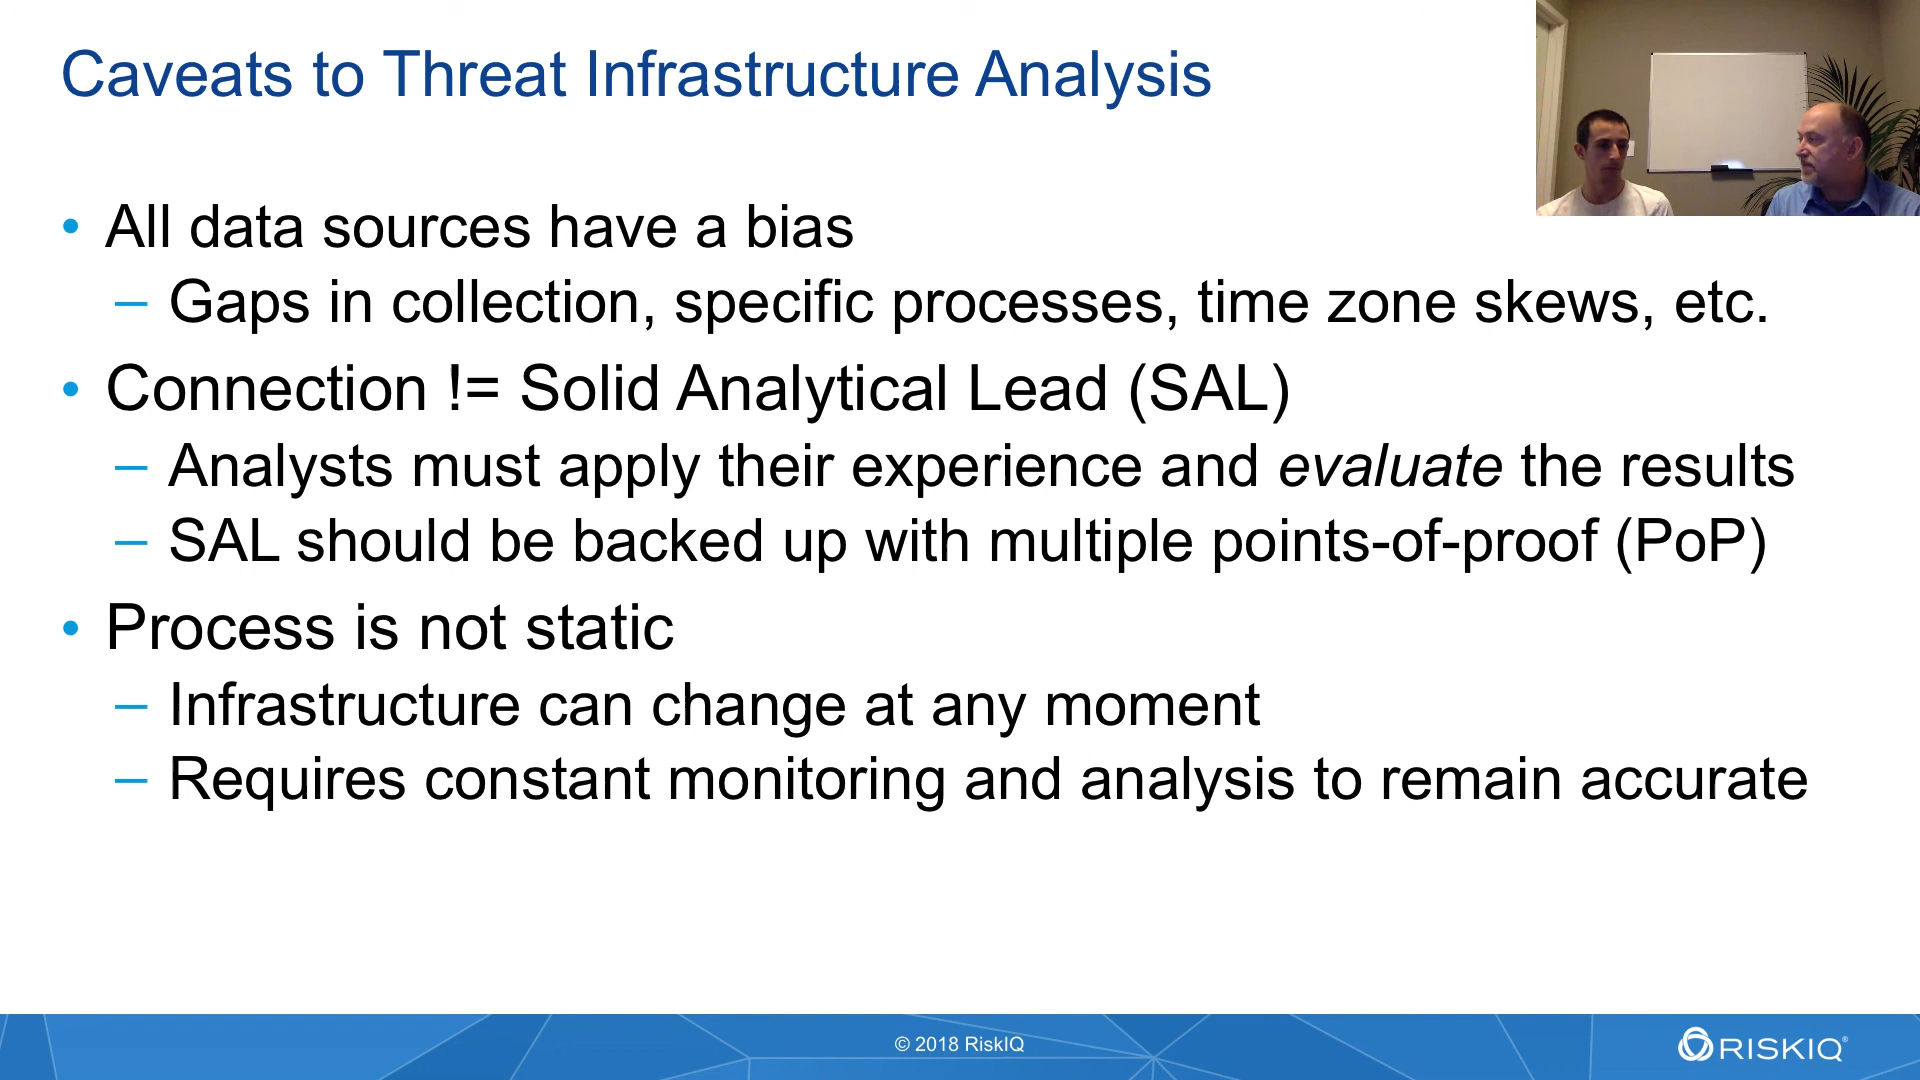 Caveats to Threat Infrastructure Analysis
• All data sources have a bias
– Gaps in collection, specific processes, time zone skews, etc.
• Connection != Solid Analytical Lead (SAL)
– Analysts must apply their experience and evaluate the results
– SAL should be backed up with multiple points-of-proof (PoP)
• Process is not static
– Infrastructure can change at any moment
– Requires constant monitoring and analysis to remain accurate
© 2018 RiskIQ
RISKIQ®